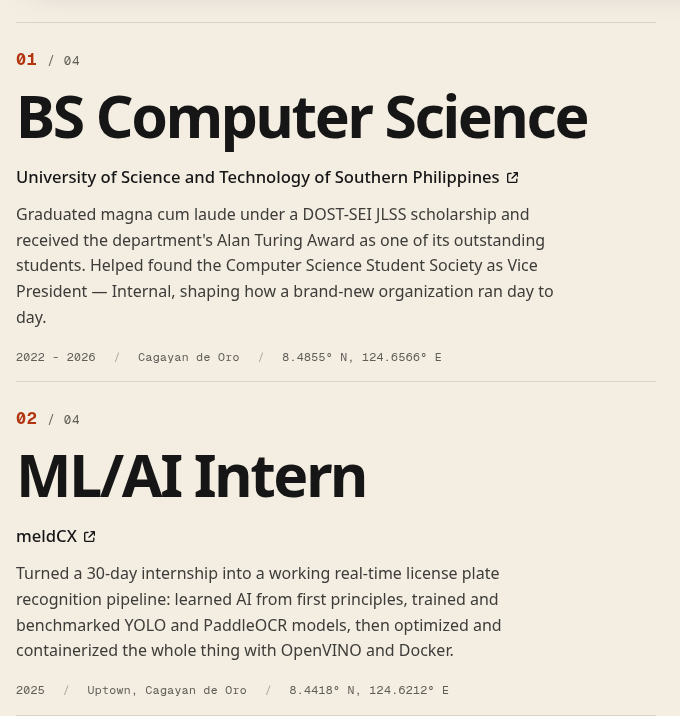 01 / 04
BS Computer Science
University of Science and Technology of Southern Philippines
Graduated magna cum laude under a DOST-SEI JLSS scholarship and
received the department's Alan Turing Award as one of its outstanding
students. Helped found the Computer Science Student Society as Vice
President — Internal, shaping how a brand-new organization ran day to
day.
2022 – 2026 / Cagayan de Oro / 8.4855° N, 124.6566° E
02 / 04
ML/AI Intern
meldCX
Turned a 30-day internship into a working real-time license plate
recognition pipeline: learned AI from first principles, trained and
benchmarked YOLO and PaddleOCR models, then optimized and
containerized the whole thing with OpenVINO and Docker.
2025 / Uptown, Cagayan de Oro / 8.4418° N, 124.6212° E